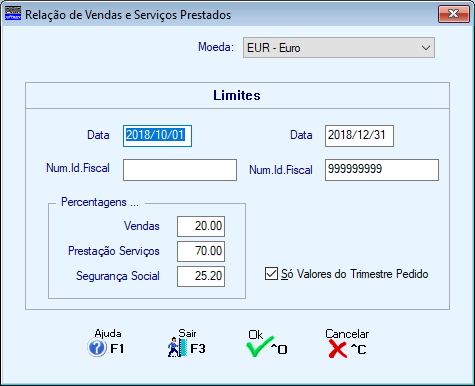 Relação de Vendas e Serviços Prestados
Moeda: EUR - Euro
Limites
Data 2018/10/01 Data 2018/12/31
Num.Id.Fiscal Num.Id.Fiscal 999999999
Percentagens ...
Vendas 20.00
Prestação Serviços 70.00
Segurança Social 25.20
Só Valores do Trimestre Pedido
Ajuda Sair Ok Cancelar
F1 F3 ^O ^C